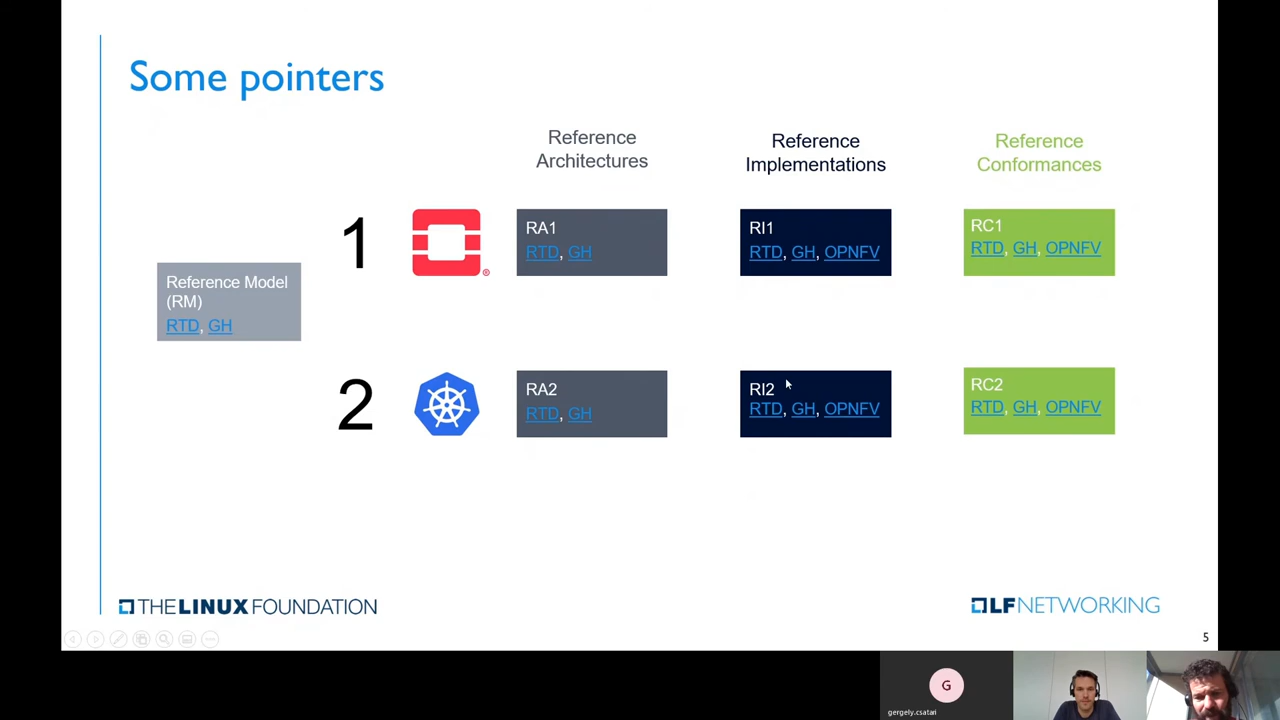 Some pointers
Reference
Architectures
Reference
Implementations
Reference
Conformances
1
®
RA1
RTD, GH
RI1
RTD, GH, OPNFV
RC1
RTD, GH, OPNFV
Reference Model
(RM)
RTD, GH
2
RA2
RTD, GH
RI2
RTD, GH, OPNFV
RC2
RTD, GH, OPNFV
THE LINUX FOUNDATION
LF NETWORKING
5
G
gergely.csatari